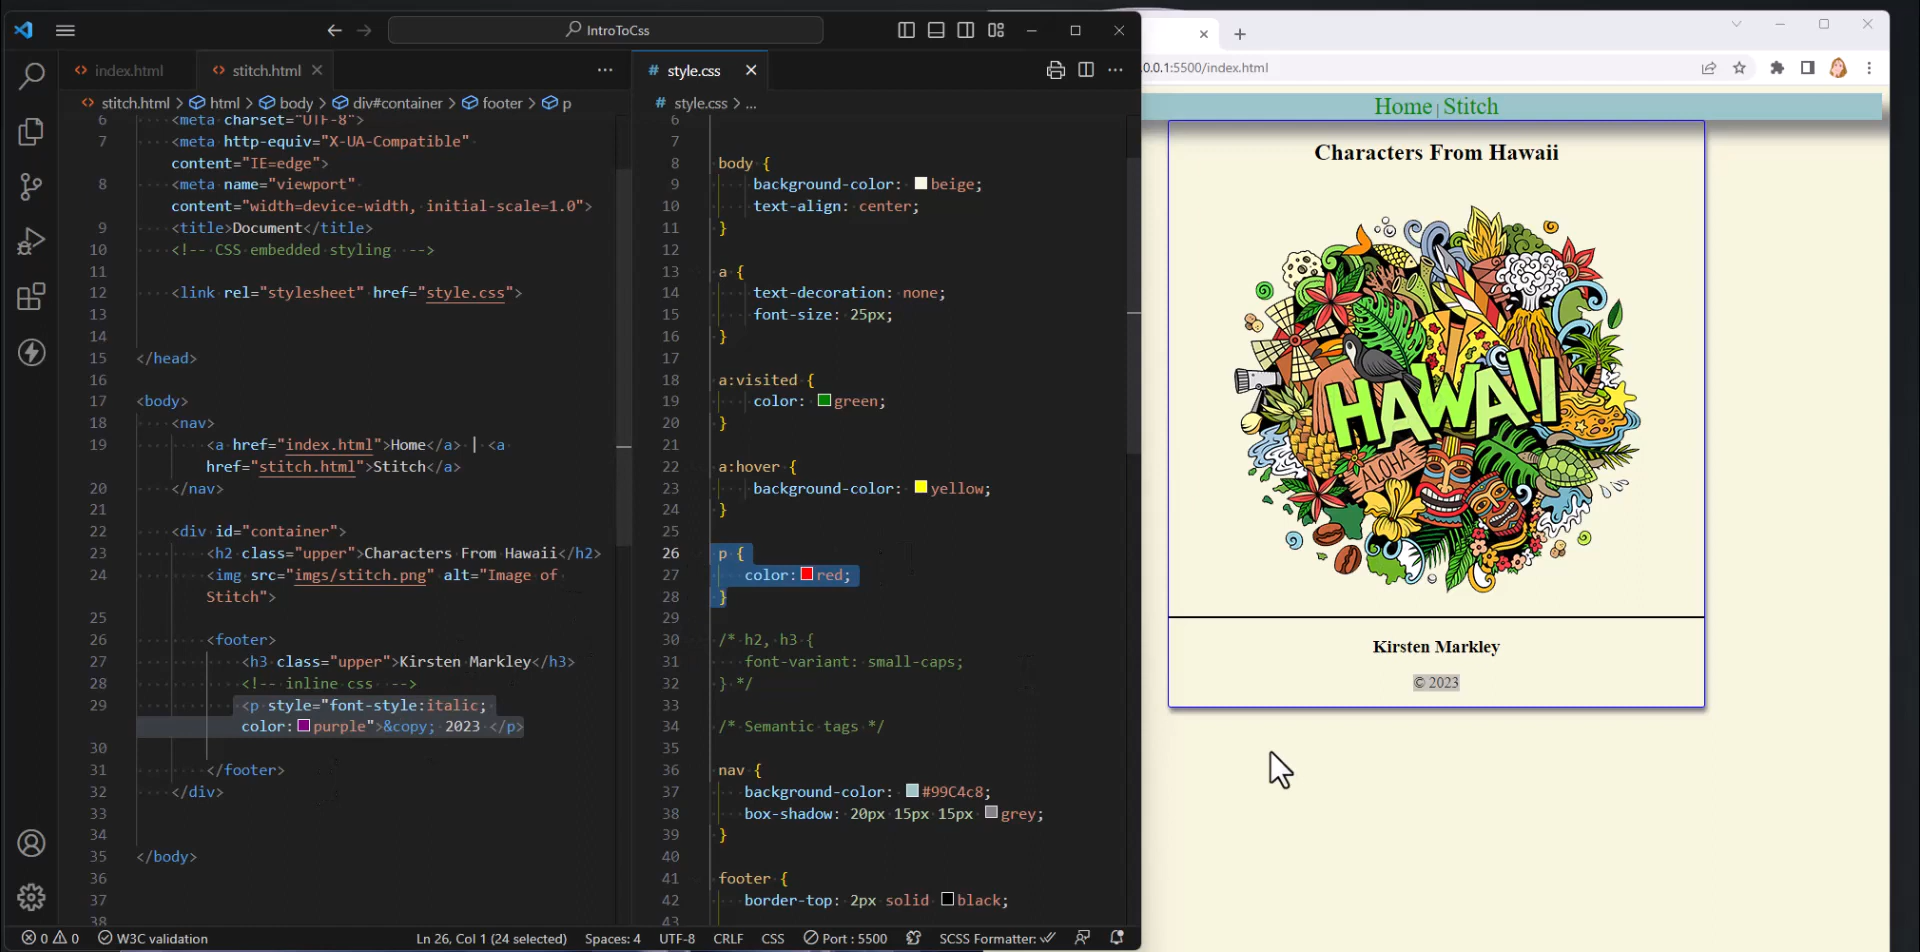 IntroToCss
index.html
stitch.html
style.css
stitch.html > html > body > div#container > footer > p
style.css > ...
6 <meta charset="UTF-8">
7 <meta http-equiv="X-UA-Compatible"
content="IE=edge">
8 <meta name="viewport"
content="width=device-width, initial-scale=1.0">
9 <title>Document</title>
10 <!-- CSS embedded styling -->
11
12 <link rel="stylesheet" href="style.css">
13
14
15 </head>
16
17 <body>
18 <nav>
19 <a href="index.html">Home</a> | <a
href="stitch.html">Stitch</a>
20 </nav>
21
22 <div id="container">
23 <h2 class="upper">Characters From Hawaii</h2>
24 <img src="imgs/stitch.png" alt="Image of
Stitch">
25
26 <footer>
27 <h3 class="upper">Kirsten Markley</h3>
28 <!-- inline css -->
29 <p style="font-style:italic;
color:purple">&copy; 2023 </p>
30
31 </footer>
32 </div>
33
34
35 </body>
36
37
38
6
7
8 body {
9 background-color: beige;
10 text-align: center;
11 }
12
13 a {
14 text-decoration: none;
15 font-size: 25px;
16 }
17
18 a:visited {
19 color: green;
20 }
21
22 a:hover {
23 background-color: yellow;
24 }
25
26 p {
27 color: red;
28 }
29
30 /* h2, h3 {
31 font-variant: small-caps;
32 } */
33
34 /* Semantic tags */
35
36 nav {
37 background-color: #99C4c8;
38 box-shadow: 20px 15px 15px grey;
39 }
40
41 footer {
42 border-top: 2px solid black;
43
0 0 W3C validation Ln 26, Col 1 (24 selected) Spaces: 4 UTF-8 CRLF CSS Port : 5500 SCSS Formatter:
.0.0.1:5500/index.html
Home | Stitch
Characters From Hawaii
HAWAII
ALOHA
Kirsten Markley
© 2023